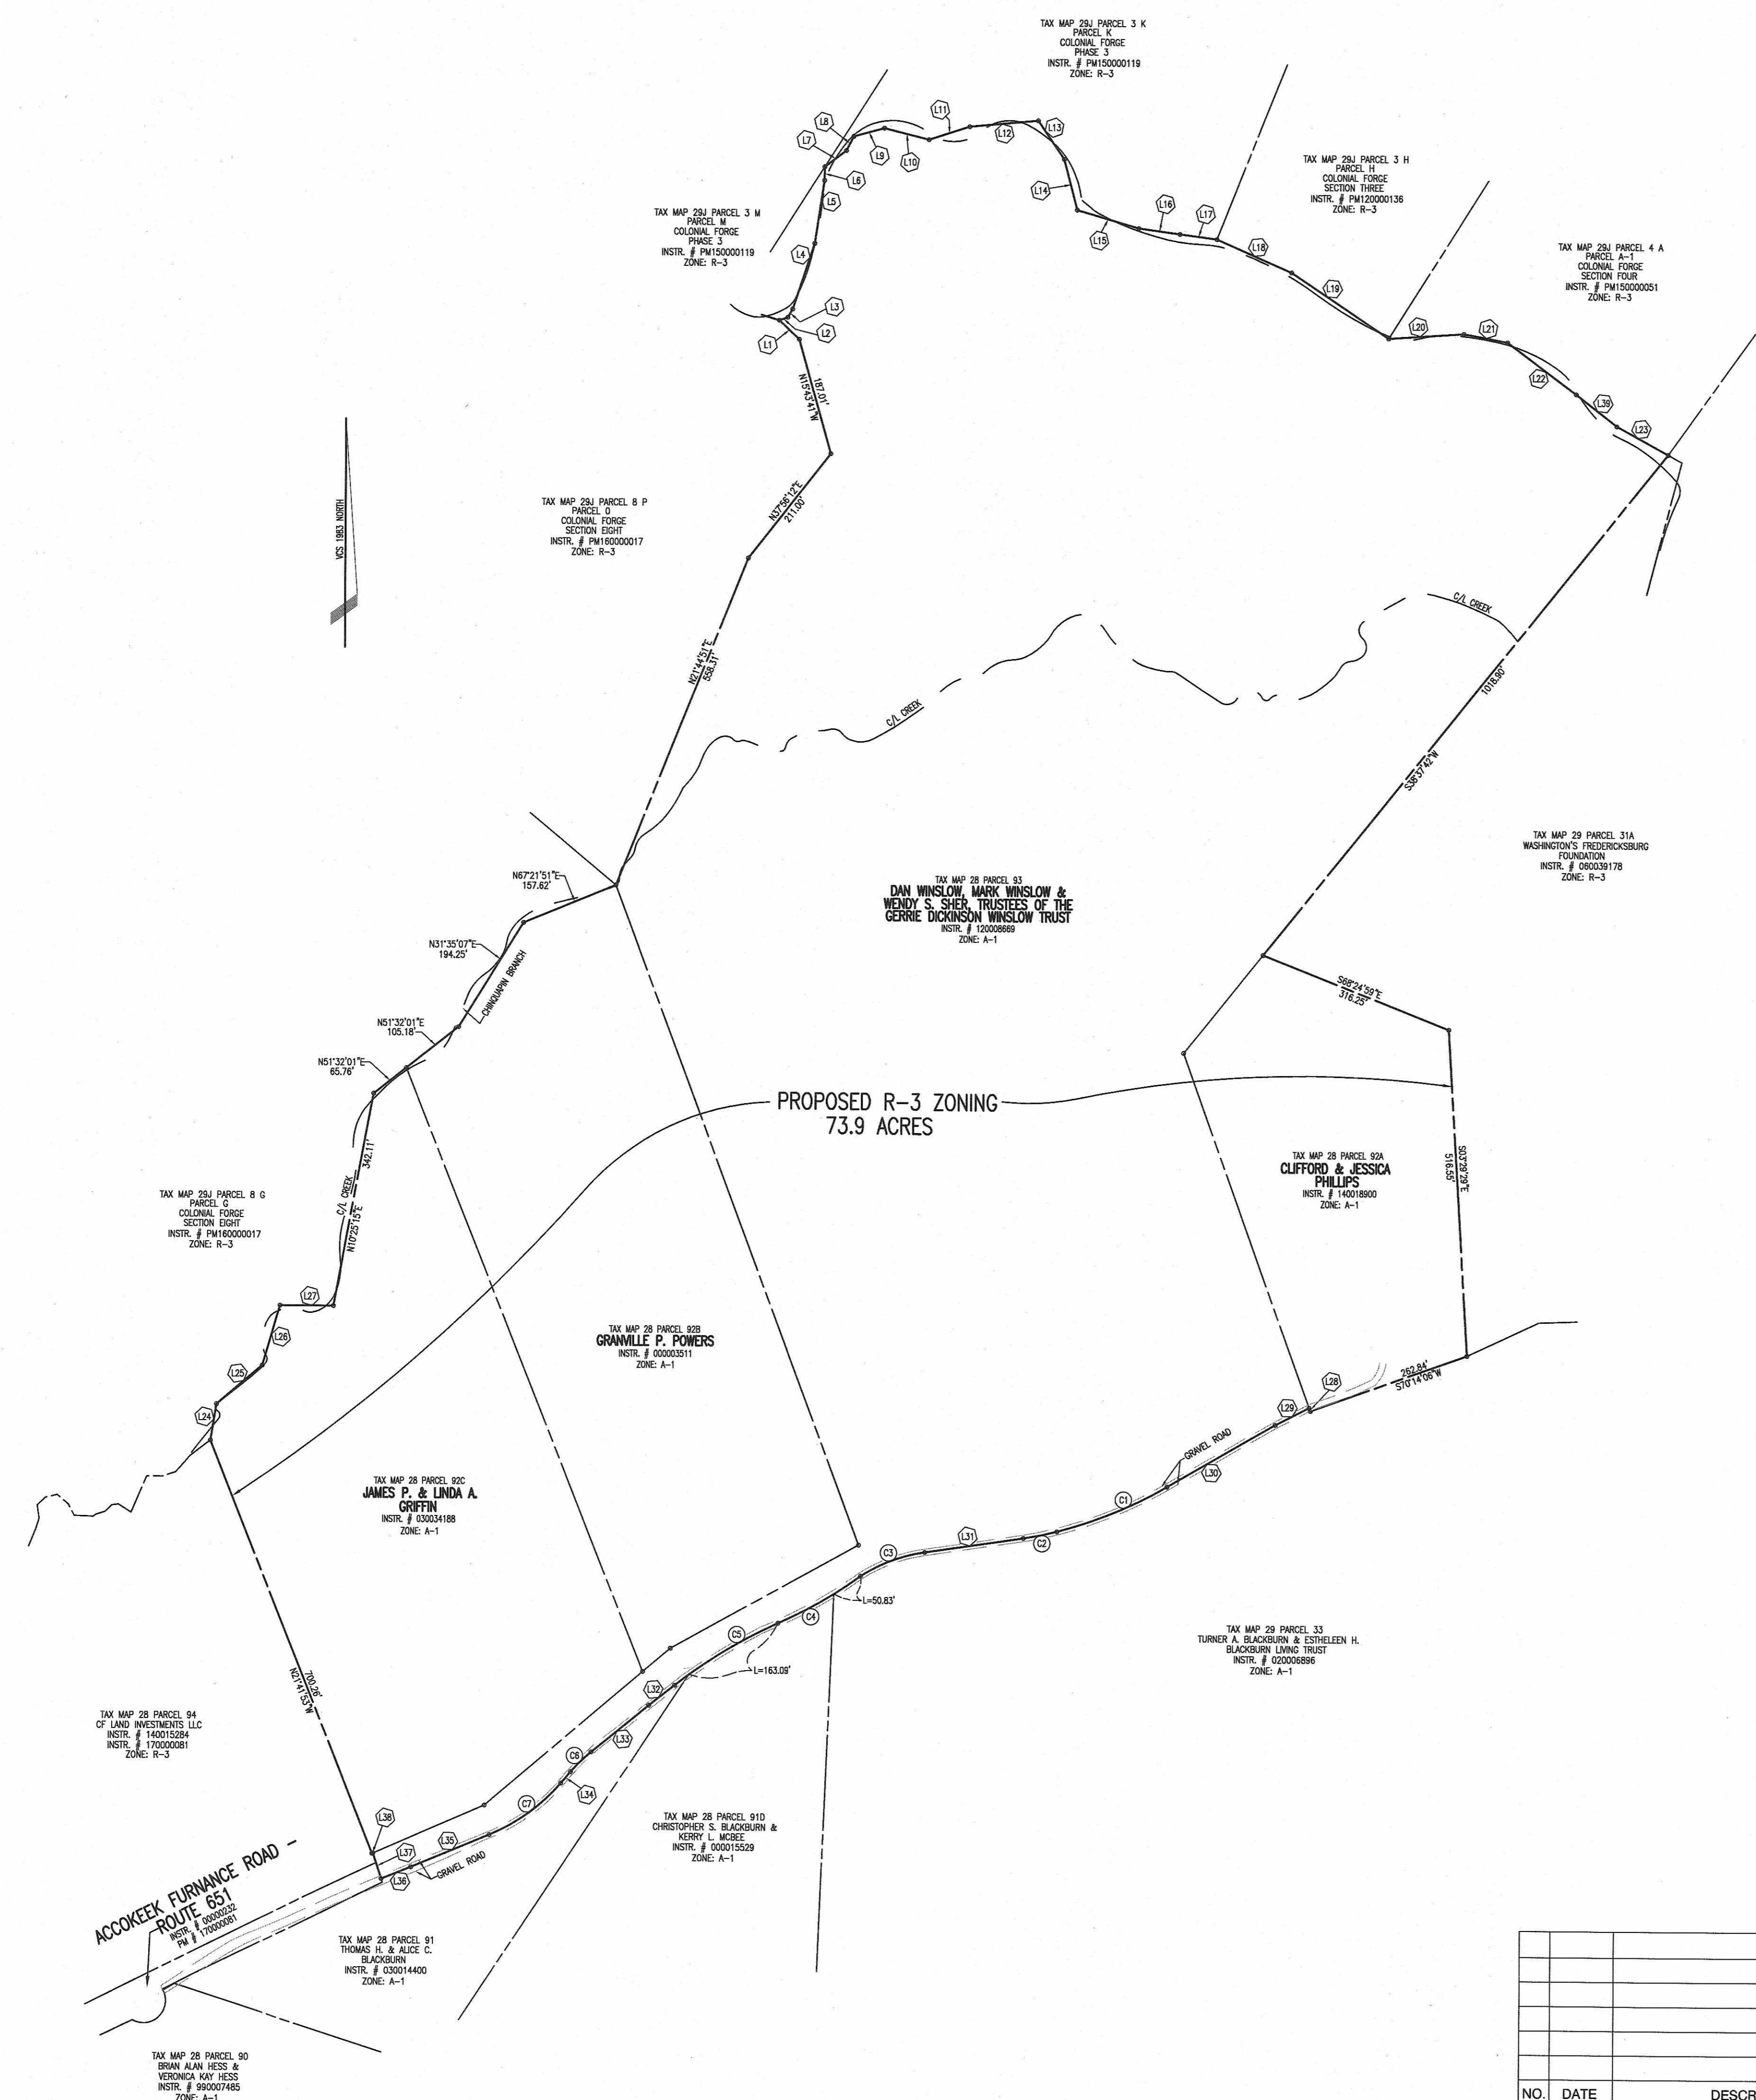 TAX MAP 29J PARCEL 3 K
PARCEL K
COLONIAL FORGE
PHASE 3
INSTR. # PM150000119
ZONE: R-3
L11
L8
L7
L9
L10
L12
L13
L6
L5
L14
L15
L16
L17
TAX MAP 29J PARCEL 3 H
PARCEL H
COLONIAL FORGE
SECTION THREE
INSTR. # PM120000136
ZONE: R-3
TAX MAP 29J PARCEL 3 M
PARCEL M
COLONIAL FORGE
PHASE 3
INSTR. # PM150000119
ZONE: R-3
L4
L3
L2
L1
L18
L19
TAX MAP 29J PARCEL 4 A
PARCEL A-1
COLONIAL FORGE
SECTION FOUR
INSTR. # PM150000051
ZONE: R-3
L20
L21
L22
L39
L23
187.01'
N15°43'41"W
VCS 1983 NORTH
TAX MAP 29J PARCEL 8 P
PARCEL O
COLONIAL FORGE
SECTION EIGHT
INSTR. # PM160000017
ZONE: R-3
N37°56'12"E
211.00'
N21°44'51"E
558.31'
C/L CREEK
C/L CREEK
1018.90'
S38°37'42"W
TAX MAP 29 PARCEL 31A
WASHINGTON'S FREDERICKSBURG
FOUNDATION
INSTR. # 060039178
ZONE: R-3
TAX MAP 28 PARCEL 93
DAN WINSLOW, MARK WINSLOW &
WENDY S. SHER, TRUSTEES OF THE
GERRIE DICKINSON WINSLOW TRUST
INSTR. # 120008669
ZONE: A-1
N67°21'51"E
157.62'
N31°35'07"E
194.25'
CHINQUAPIN BRANCH
N51°32'01"E
105.18'
N51°32'01"E
65.76'
S68°24'59"E
316.25'
PROPOSED R-3 ZONING
73.9 ACRES
342.11'
C/L CREEK
N10°25'15"E
TAX MAP 28 PARCEL 92A
CLIFFORD & JESSICA
PHILLIPS
INSTR. # 140018900
ZONE: A-1
S03°29'29"E
516.55'
TAX MAP 29J PARCEL 8 G
PARCEL G
COLONIAL FORGE
SECTION EIGHT
INSTR. # PM160000017
ZONE: R-3
L27
L26
L25
L24
TAX MAP 28 PARCEL 92B
GRANVILLE P. POWERS
INSTR. # 000003511
ZONE: A-1
262.84'
S70°14'06"W
L28
L29
GRAVEL ROAD
L30
C1
TAX MAP 28 PARCEL 92C
JAMES P. & LINDA A.
GRIFFIN
INSTR. # 030034188
ZONE: A-1
L31
C2
C3
L=50.83'
C4
C5
L=163.09'
TAX MAP 29 PARCEL 33
TURNER A. BLACKBURN & ESTHELEEN H.
BLACKBURN LIVING TRUST
INSTR. # 020006896
ZONE: A-1
700.26'
N21°41'53"W
L32
L33
C6
L34
C7
TAX MAP 28 PARCEL 94
CF LAND INVESTMENTS LLC
INSTR. # 140015284
INSTR. # 170000081
ZONE: R-3
L38
L37
L35
L36
GRAVEL ROAD
TAX MAP 28 PARCEL 91D
CHRISTOPHER S. BLACKBURN &
KERRY L. MCBEE
INSTR. # 000015529
ZONE: A-1
ACCOKEEK FURNANCE ROAD -
ROUTE 651
INSTR. # 00000232
PM # 170000081
TAX MAP 28 PARCEL 91
THOMAS H. & ALICE C.
BLACKBURN
INSTR. # 030014400
ZONE: A-1
TAX MAP 28 PARCEL 90
BRIAN ALAN HESS &
VERONICA KAY HESS
INSTR. # 990007485
ZONE: A-1
NO. DATE DESCR